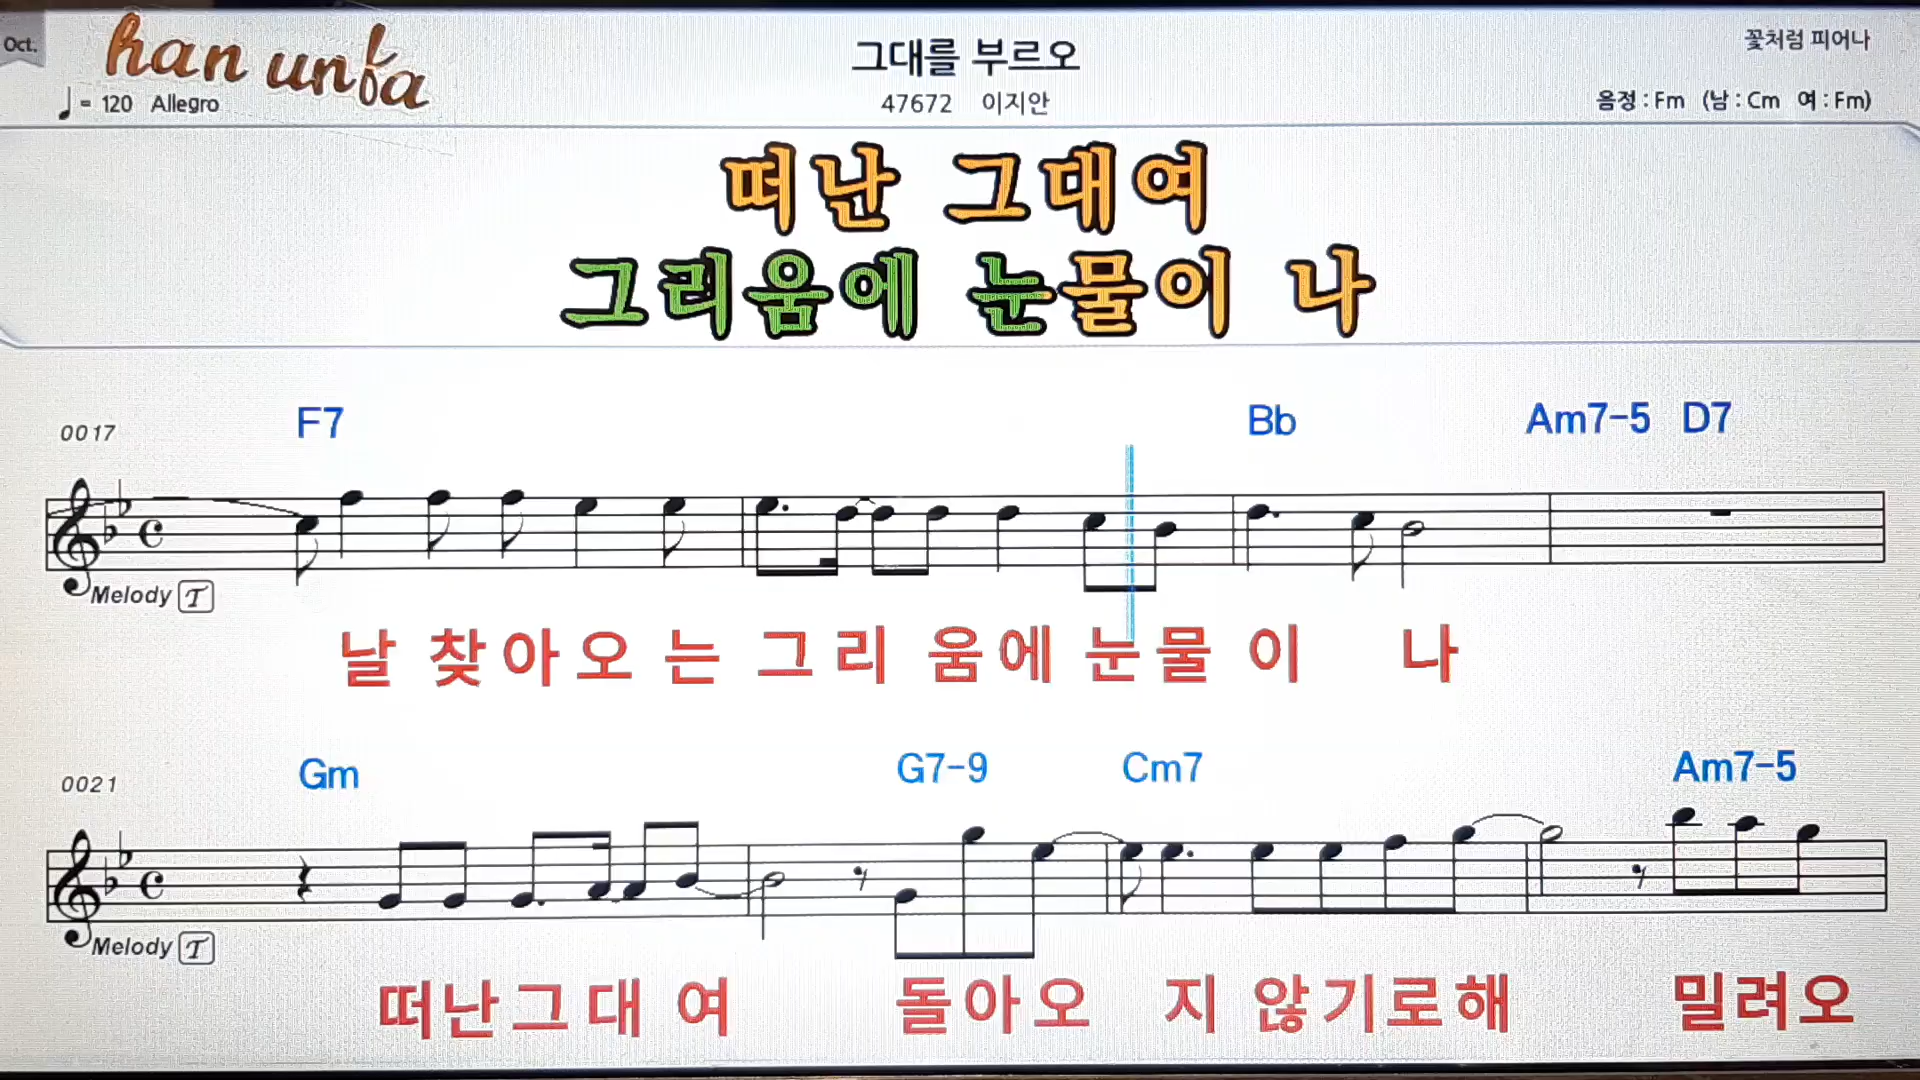 Oct.
han unfa
♩= 120 Allegro
그대를 부르오
47672 이지안
꽃처럼 피어나
음정 : Fm (남 : Cm 여 : Fm)
떠난 그대여
그리움에 눈물이 나
0017 F7 Bb Am7-5 D7
Melody T
날 찾아오는 그리움에 눈물이 나
0021 Gm G7-9 Cm7 Am7-5
Melody T
떠난그대여 돌아오지 않기로해 밀려오